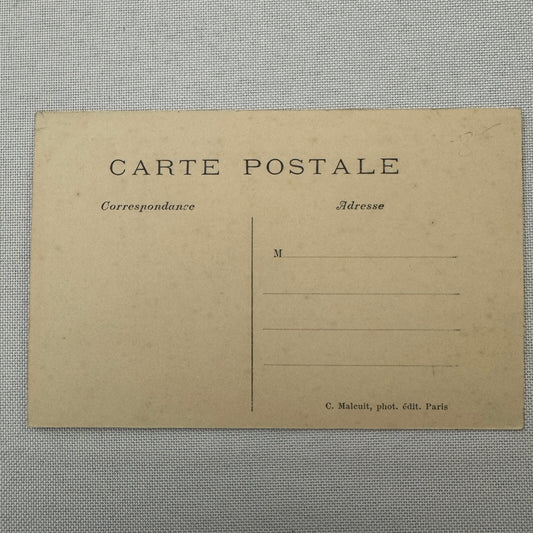 CARTE POSTALE
Correspondance
Adresse
M
C. Malcuit, phot. édit. Paris